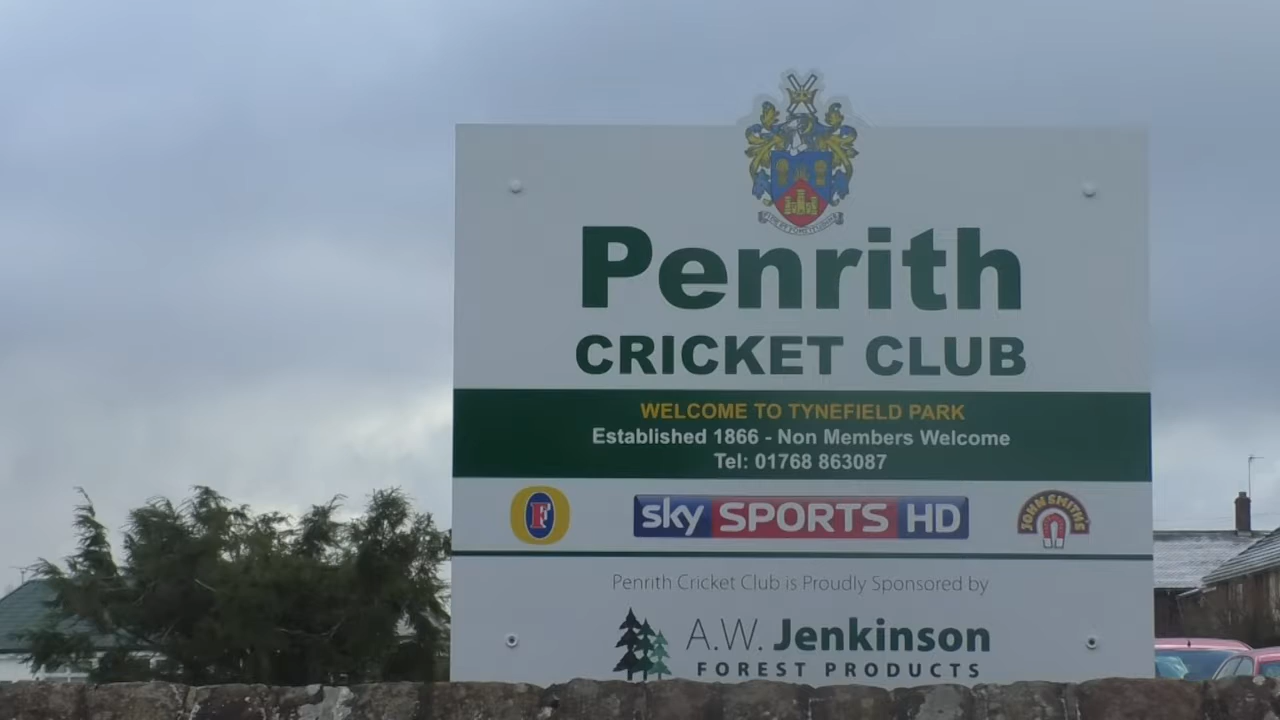 Penrith
CRICKET CLUB
WELCOME TO TYNEFIELD PARK
Established 1866 - Non Members Welcome
Tel: 01768 863087
F
sky SPORTS HD
JOHN SMITH'S
Penrith Cricket Club is Proudly Sponsored by
A.W. Jenkinson
FOREST PRODUCTS